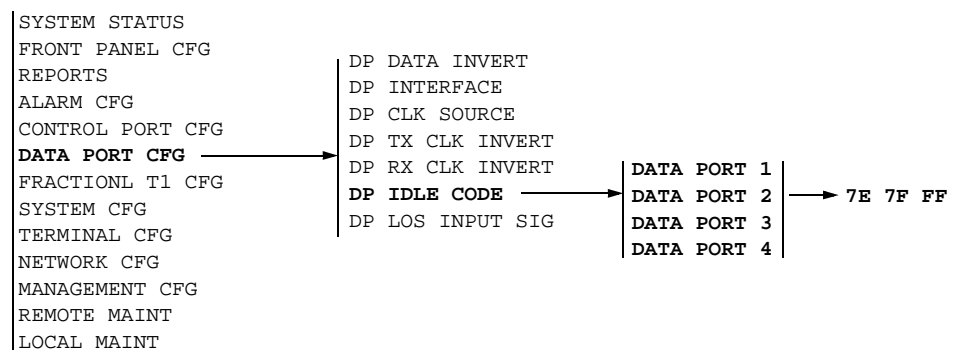 SYSTEM STATUS
FRONT PANEL CFG
REPORTS
ALARM CFG
CONTROL PORT CFG
DATA PORT CFG
FRACTIONL T1 CFG
SYSTEM CFG
TERMINAL CFG
NETWORK CFG
MANAGEMENT CFG
REMOTE MAINT
LOCAL MAINT
DP DATA INVERT
DP INTERFACE
DP CLK SOURCE
DP TX CLK INVERT
DP RX CLK INVERT
DP IDLE CODE
DP LOS INPUT SIG
DATA PORT 1
DATA PORT 2
DATA PORT 3
DATA PORT 4
7E 7F FF